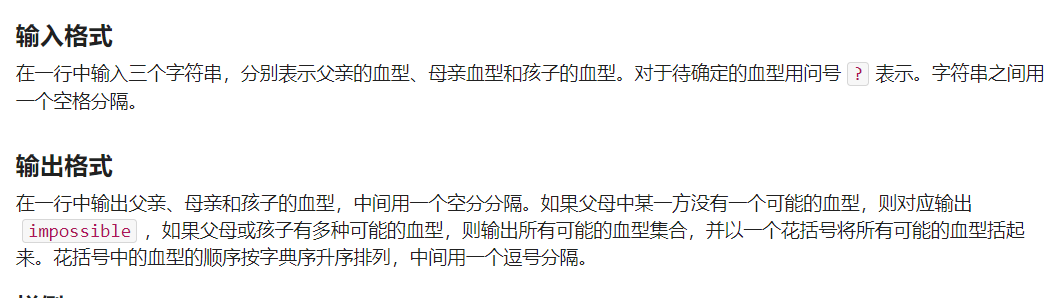 输入格式
在一行中输入三个字符串，分别表示父亲的血型、母亲血型和孩子的血型。对于待确定的血型用问号 ? 表示。字符串之间用
一个空格分隔。
输出格式
在一行中输出父亲、母亲和孩子的血型，中间用一个空分分隔。如果父母中某一方没有一个可能的血型，则对应输出
impossible ，如果父母或孩子有多种可能的血型，则输出所有可能的血型集合，并以一个花括号将所有可能的血型括起
来。花括号中的血型的顺序按字典序升序排列，中间用一个逗号分隔。